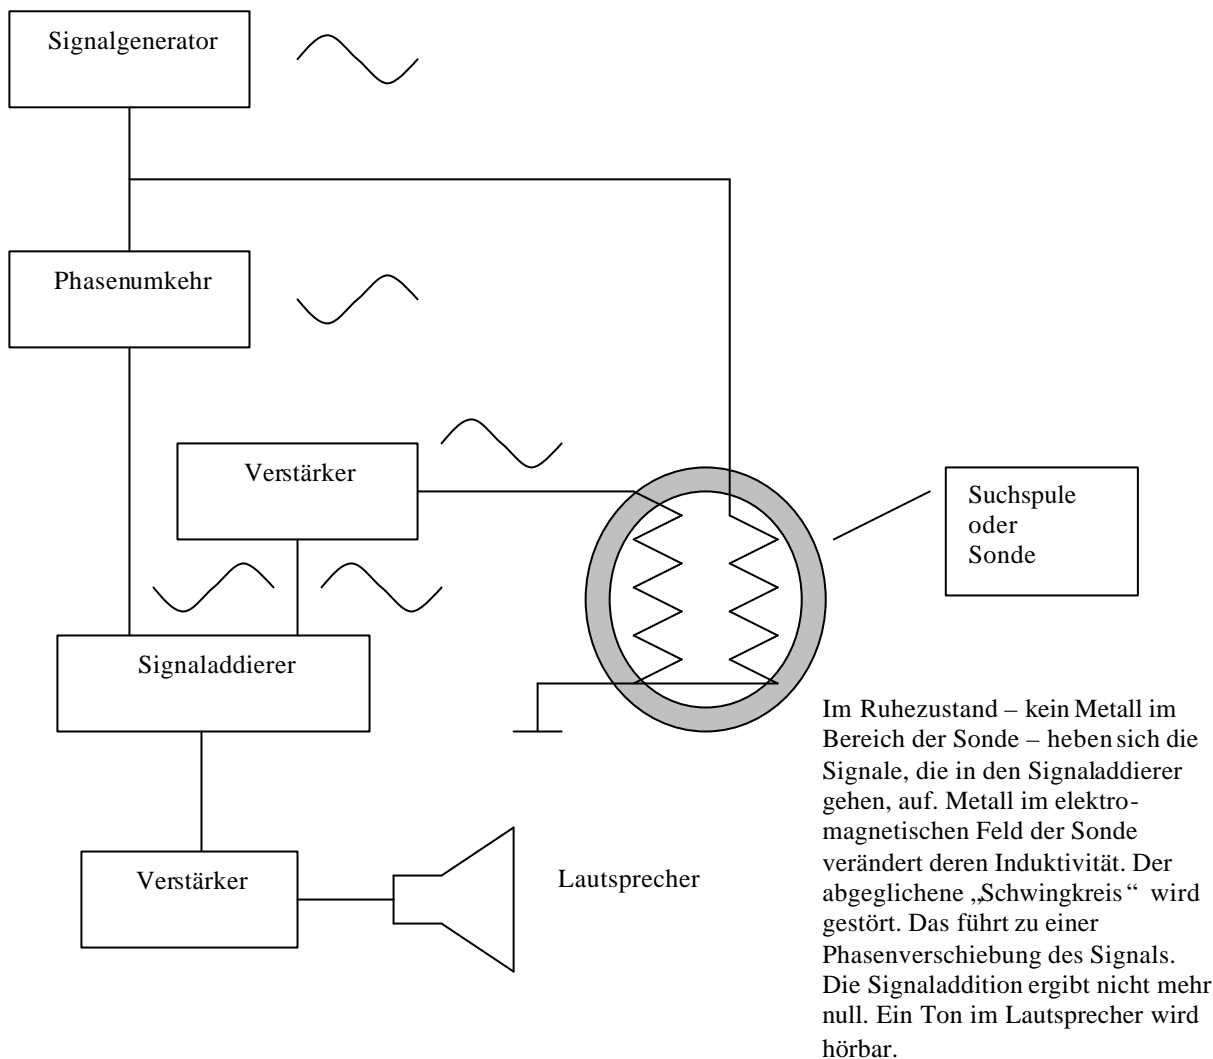 Signalgenerator
Phasenumkehr
Verstärker
Suchspule
oder
Sonde
Signaladdierer
Verstärker
Lautsprecher
Im Ruhezustand – kein Metall im
Bereich der Sonde – heben sich die
Signale, die in den Signaladdierer
gehen, auf. Metall im elektro-
magnetischen Feld der Sonde
verändert deren Induktivität. Der
abgeglichene „Schwingkreis“ wird
gestört. Das führt zu einer
Phasenverschiebung des Signals.
Die Signaladdition ergibt nicht mehr
null. Ein Ton im Lautsprecher wird
hörbar.